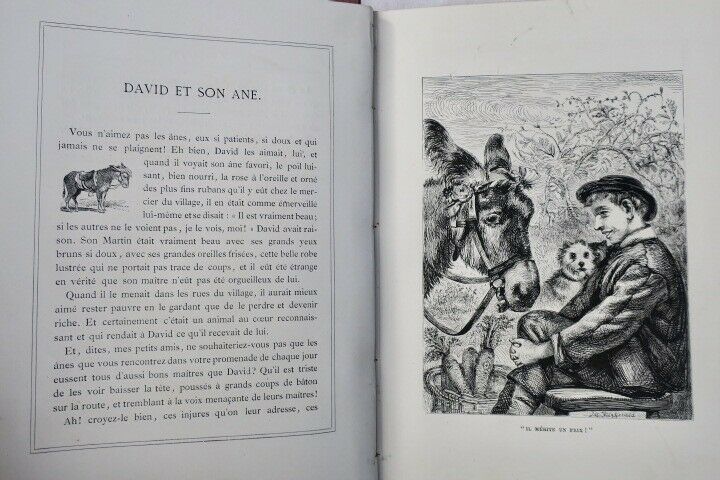 DAVID ET SON ANE.
Vous n'aimez pas les ânes, eux si patients, si doux et qui
jamais ne se plaignent! Eh bien, David les aimait, lui, et
quand il voyait son âne favori, le poil lui-
sant, bien nourri, la rose à l'oreille et orné
des plus fins rubans qu'il y eût chez le mer-
cier du village, il en était comme émerveillé
lui-même et se disait : « Il est vraiment beau;
si les autres ne le voient pas, je le vois, moi! » David avait rai-
son. Son Martin était vraiment beau avec ses grands yeux
bruns si doux, avec ses grandes oreilles frisées, cette belle robe
lustrée qui ne portait pas trace de coups, et il eût été étrange
en vérité que son maître n'eût pas été orgueilleux de lui.
Quand il le menait dans les rues du village, il aurait mieux
aimé rester pauvre en le gardant que de le perdre et devenir
riche. Et certainement c'était un animal au cœur reconnais-
sant et qui rendait à David ce qu'il recevait de lui.
Et, dites, mes petits amis, ne souhaiteriez-vous pas que les
ânes que vous rencontrez dans votre promenade de chaque jour
eussent tous d'aussi bons maîtres que David? Qu'il est triste
de les voir baisser la tête, poussés à grands coups de bâton
sur la route, et tremblant à la voix menaçante de leurs maîtres!
Ah! croyez-le bien, ces injures qu'on leur adresse, ces
"IL MÉRITE UN PRIX!"